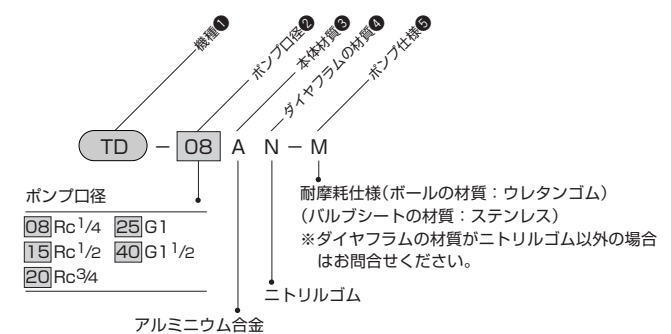 機種❶
ポンプ口径❷
本体材質❸
ダイヤフラムの材質❹
ポンプ仕様❺
TD － 08 A N － M
ポンプ口径
08 Rc1/4 25 G1
15 Rc1/2 40 G11/2
20 Rc3/4
耐摩耗仕様(ボールの材質：ウレタンゴム)
(バルブシートの材質：ステンレス)
※ダイヤフラムの材質がニトリルゴム以外の場合
はお問合せください。
ニトリルゴム
アルミニウム合金